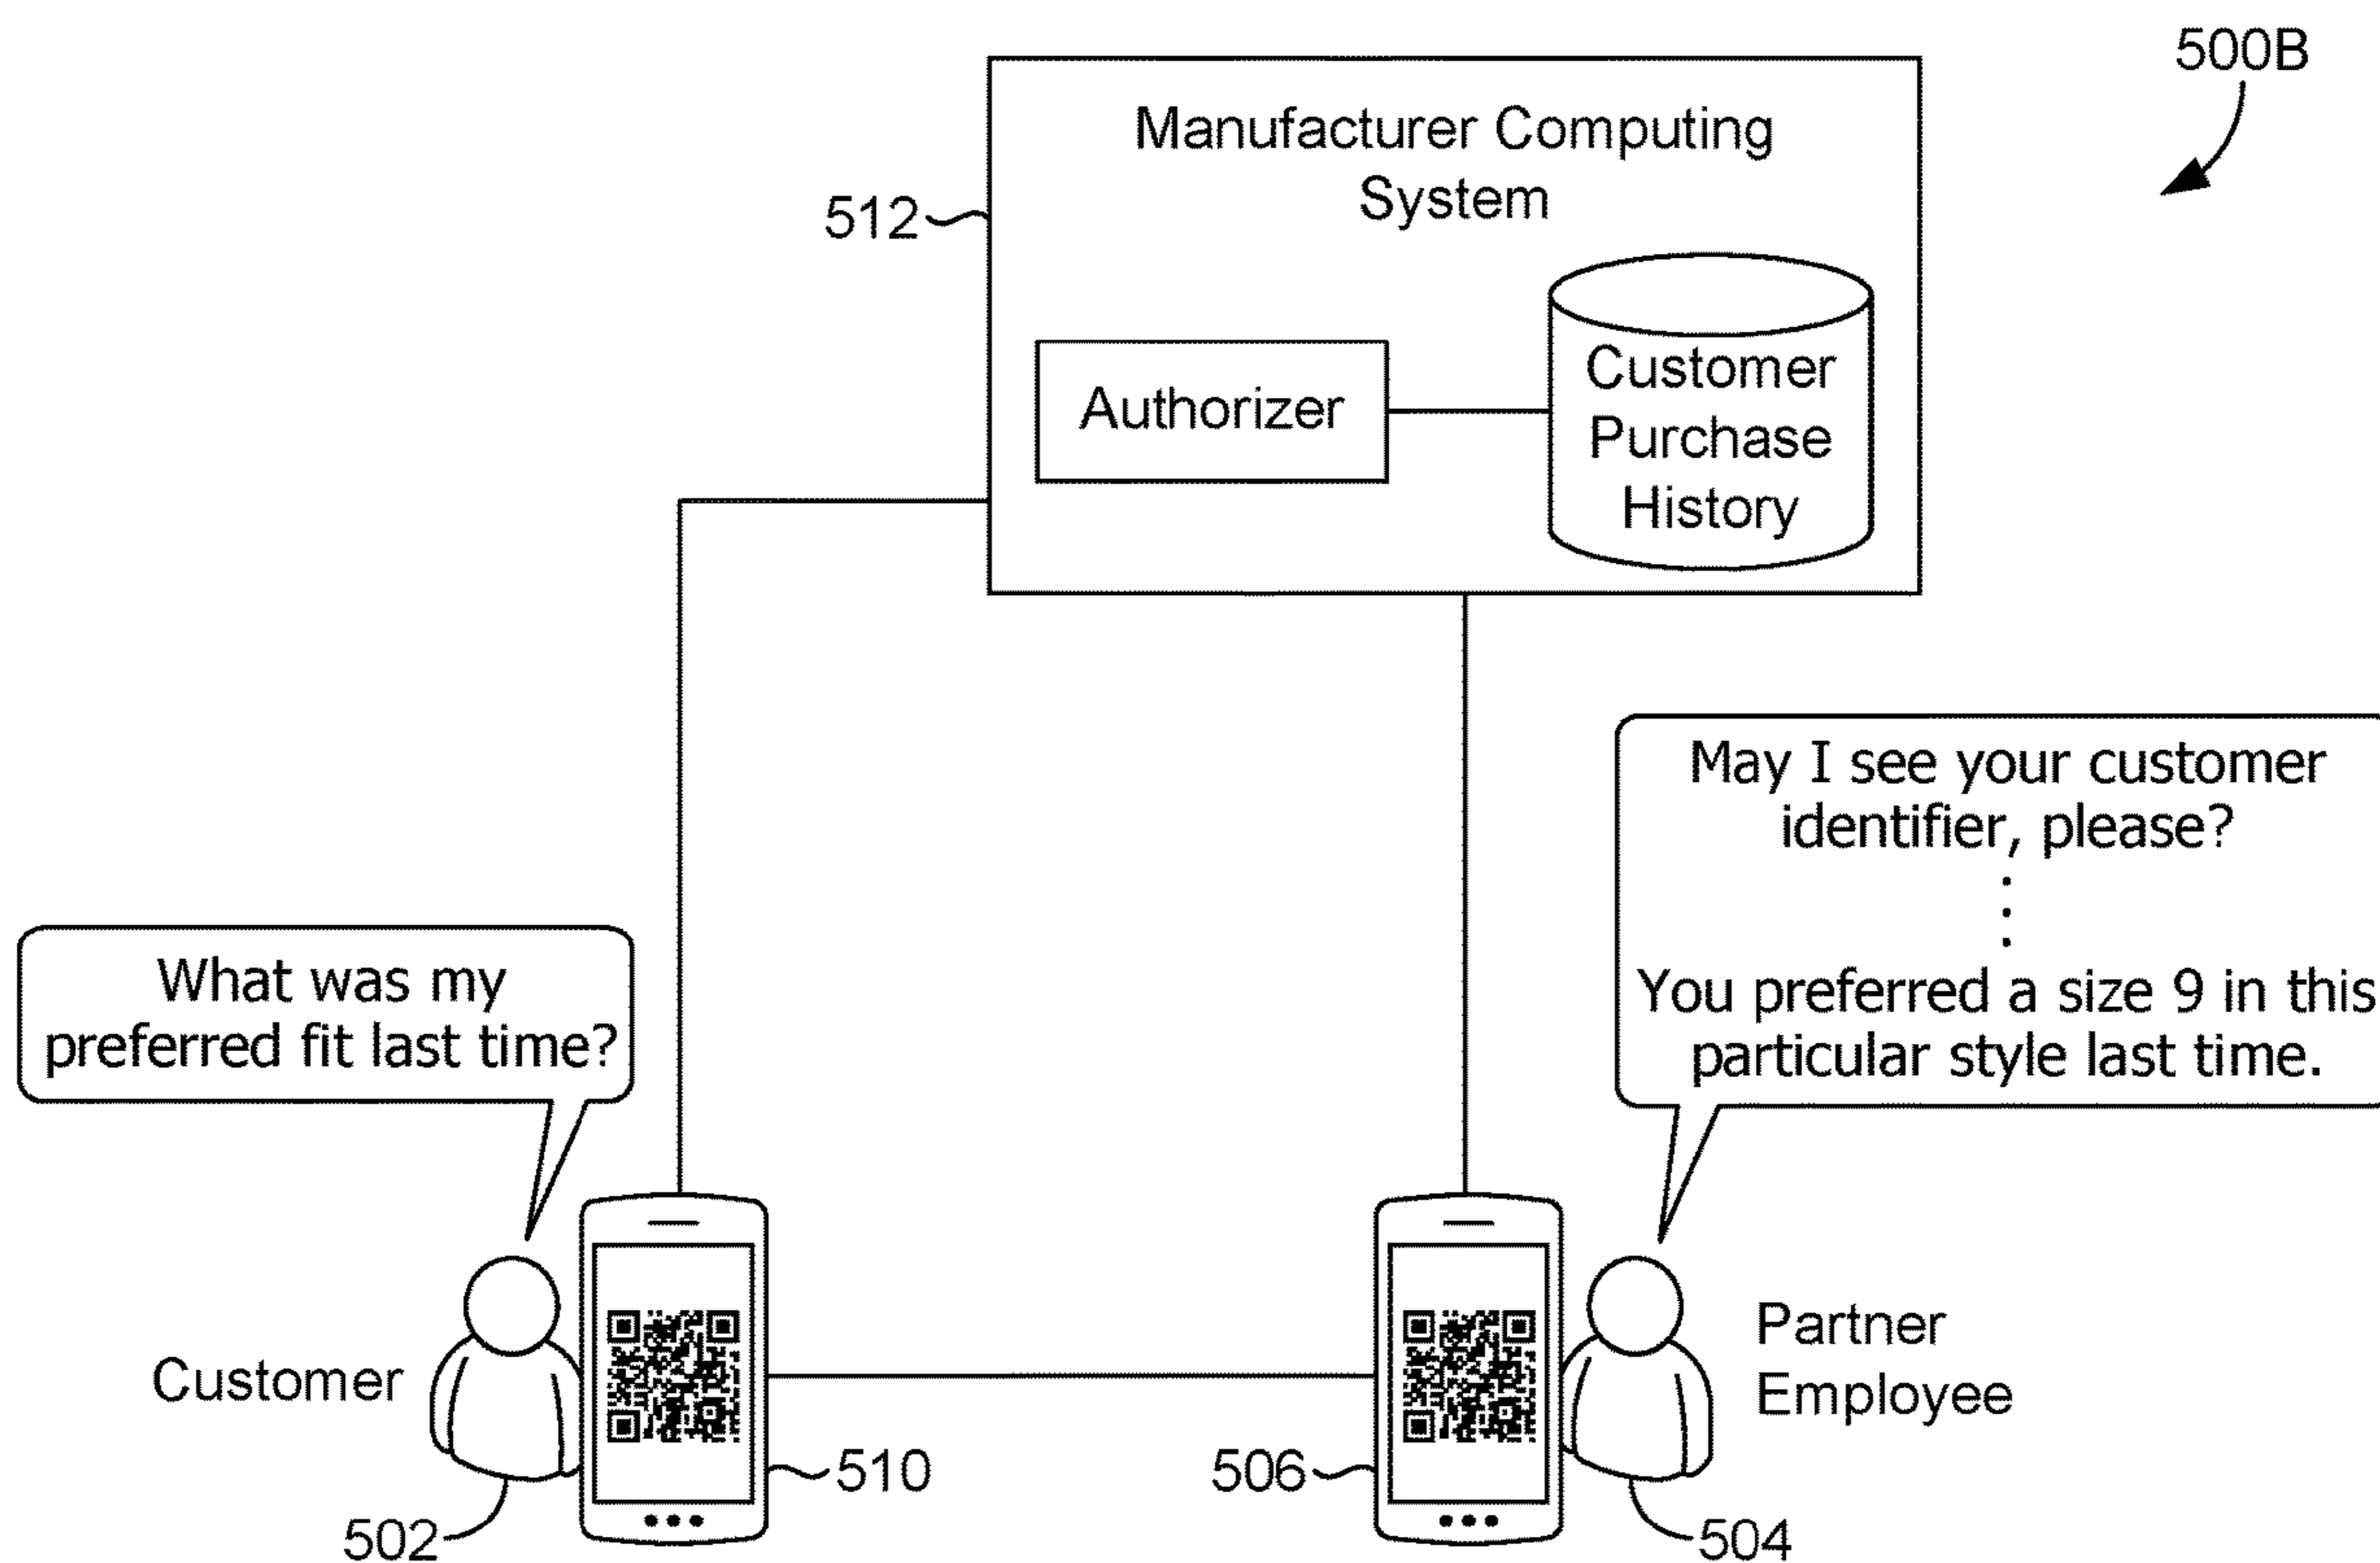 500B
Manufacturer Computing
System
512
Authorizer
Customer
Purchase
History
May I see your customer
identifier, please?
You preferred a size 9 in this
particular style last time.
What was my
preferred fit last time?
Customer
Partner
Employee
510
506
502
504